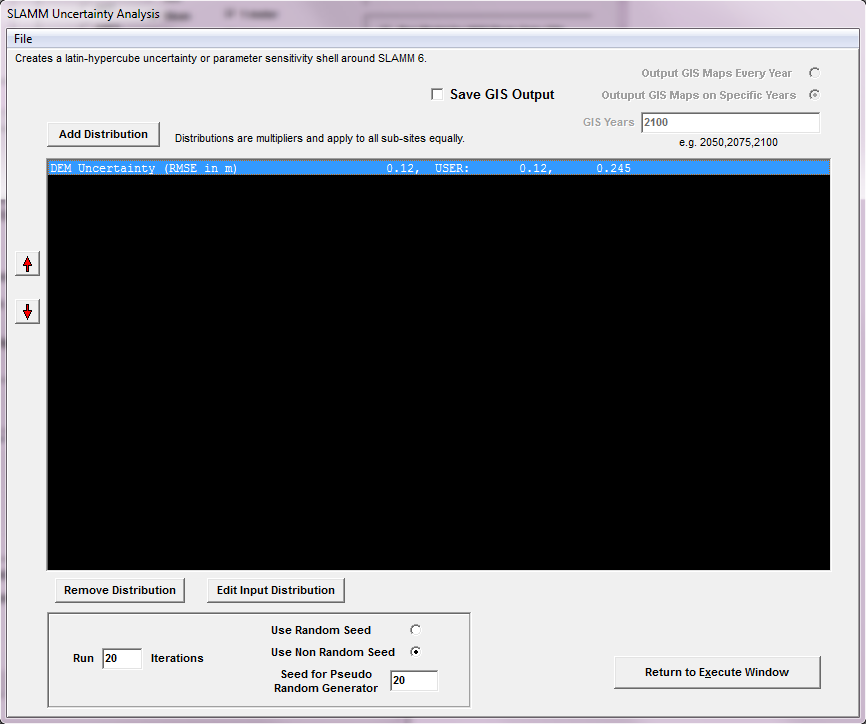 SLAMM Uncertainty Analysis
File
Creates a latin-hypercube uncertainty or parameter sensitivity shell around SLAMM 6.
Output GIS Maps Every Year
Save GIS Output
Outuput GIS Maps on Specific Years
GIS Years 2100
e.g. 2050,2075,2100
Add Distribution
Distributions are multipliers and apply to all sub-sites equally.
DEM Uncertainty (RMSE in m) 0.12, USER: 0.12, 0.245
Remove Distribution
Edit Input Distribution
Use Random Seed
Use Non Random Seed
Run 20 Iterations
Seed for Pseudo
Random Generator
20
Return to Execute Window